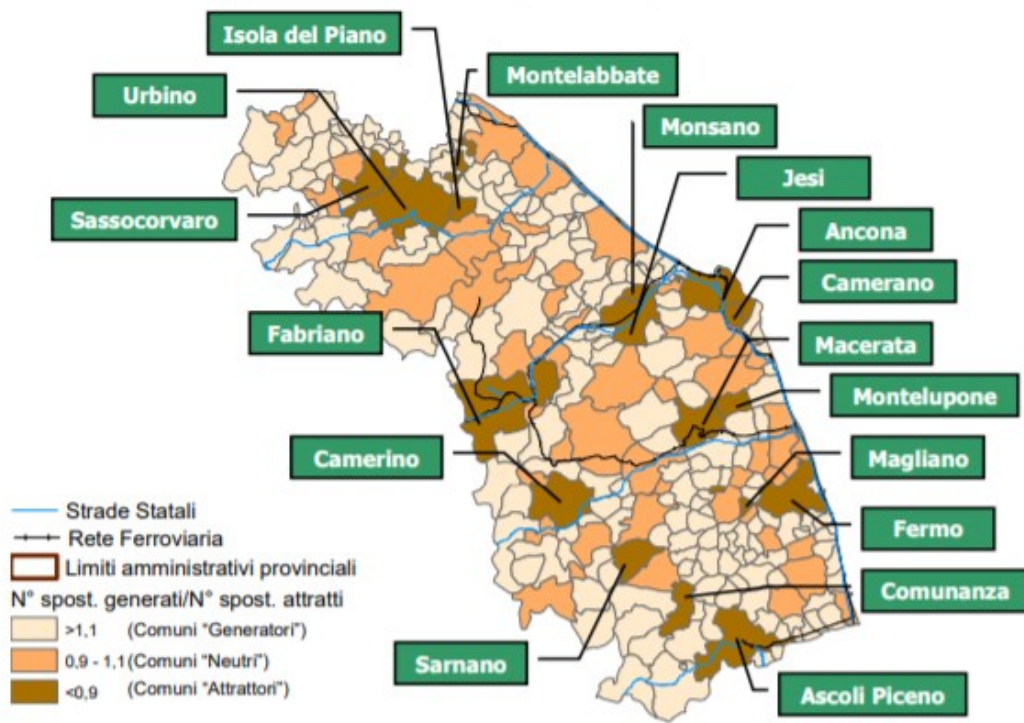 Isola del Piano
Montelabbate
Urbino
Monsano
Jesi
Sassocorvaro
Ancona
Camerano
Fabriano
Macerata
Montelupone
Camerino
Magliano
Fermo
Comunanza
Sarnano
Ascoli Piceno
Strade Statali
Rete Ferroviaria
Limiti amministrativi provinciali
N° spost. generati/N° spost. attratti
>1,1 (Comuni "Generatori")
0,9 - 1,1 (Comuni "Neutri")
<0,9 (Comuni "Attrattori")